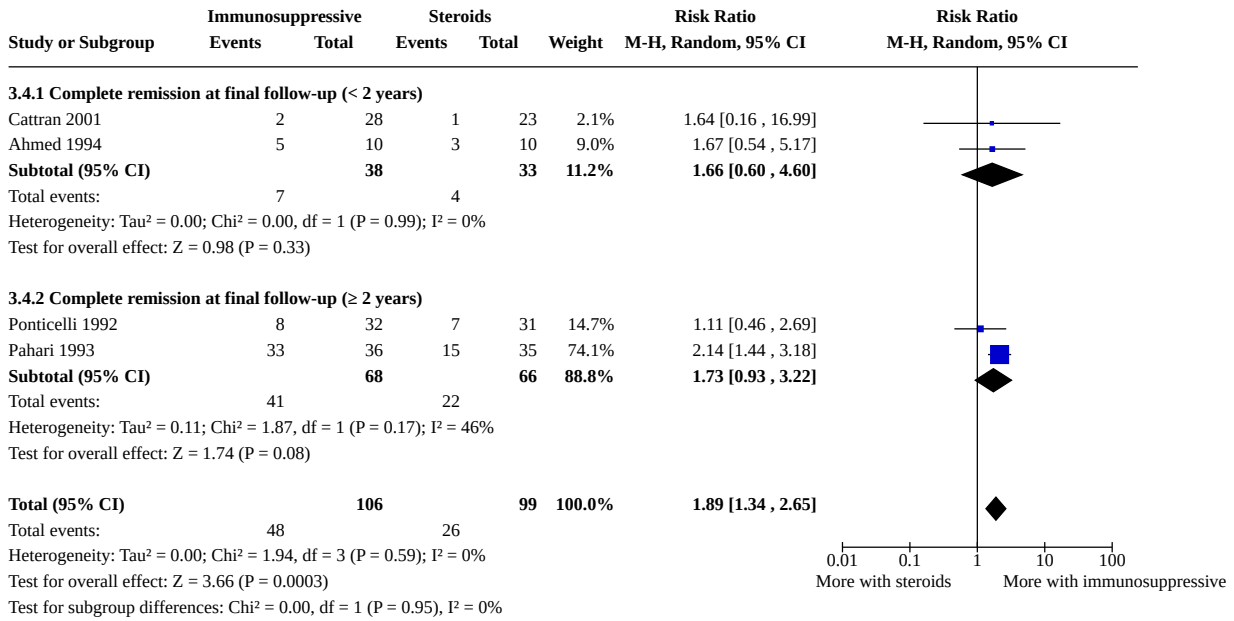 Immunosuppressive Steroids Risk Ratio Risk Ratio
Study or Subgroup Events Total Events Total Weight M-H, Random, 95% CI M-H, Random, 95% CI
3.4.1 Complete remission at final follow-up (< 2 years)
Cattran 2001 2 28 1 23 2.1% 1.64 [0.16 , 16.99]
Ahmed 1994 5 10 3 10 9.0% 1.67 [0.54 , 5.17]
Subtotal (95% CI) 38 33 11.2% 1.66 [0.60 , 4.60]
Total events: 7 4
Heterogeneity: Tau² = 0.00; Chi² = 0.00, df = 1 (P = 0.99); I² = 0%
Test for overall effect: Z = 0.98 (P = 0.33)
3.4.2 Complete remission at final follow-up (≥ 2 years)
Ponticelli 1992 8 32 7 31 14.7% 1.11 [0.46 , 2.69]
Pahari 1993 33 36 15 35 74.1% 2.14 [1.44 , 3.18]
Subtotal (95% CI) 68 66 88.8% 1.73 [0.93 , 3.22]
Total events: 41 22
Heterogeneity: Tau² = 0.11; Chi² = 1.87, df = 1 (P = 0.17); I² = 46%
Test for overall effect: Z = 1.74 (P = 0.08)
Total (95% CI) 106 99 100.0% 1.89 [1.34 , 2.65]
Total events: 48 26
Heterogeneity: Tau² = 0.00; Chi² = 1.94, df = 3 (P = 0.59); I² = 0%
Test for overall effect: Z = 3.66 (P = 0.0003)
Test for subgroup differences: Chi² = 0.00, df = 1 (P = 0.95), I² = 0%
0.01 0.1 1 10 100
More with steroids More with immunosuppressive